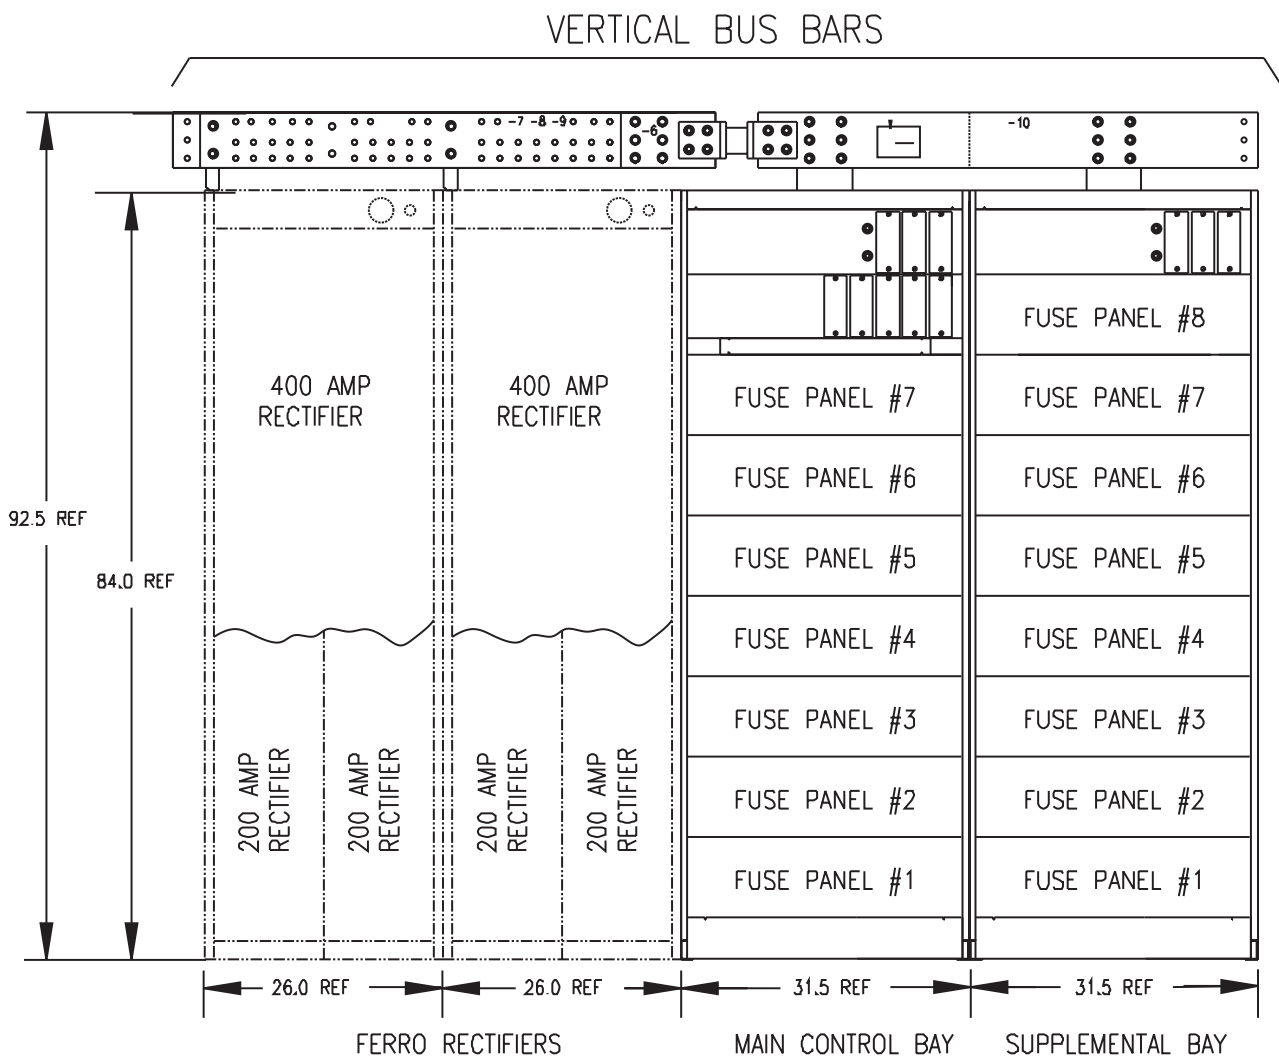 VERTICAL BUS BARS
-7 -8 -9
-6
-10
400 AMP
RECTIFIER
400 AMP
RECTIFIER
FUSE PANEL #8
FUSE PANEL #7
FUSE PANEL #7
FUSE PANEL #6
FUSE PANEL #6
92.5 REF
84.0 REF
FUSE PANEL #5
FUSE PANEL #5
FUSE PANEL #4
FUSE PANEL #4
FUSE PANEL #3
FUSE PANEL #3
200 AMP
RECTIFIER
200 AMP
RECTIFIER
200 AMP
RECTIFIER
200 AMP
RECTIFIER
FUSE PANEL #2
FUSE PANEL #2
FUSE PANEL #1
FUSE PANEL #1
26.0 REF
26.0 REF
31.5 REF
31.5 REF
FERRO RECTIFIERS
MAIN CONTROL BAY
SUPPLEMENTAL BAY